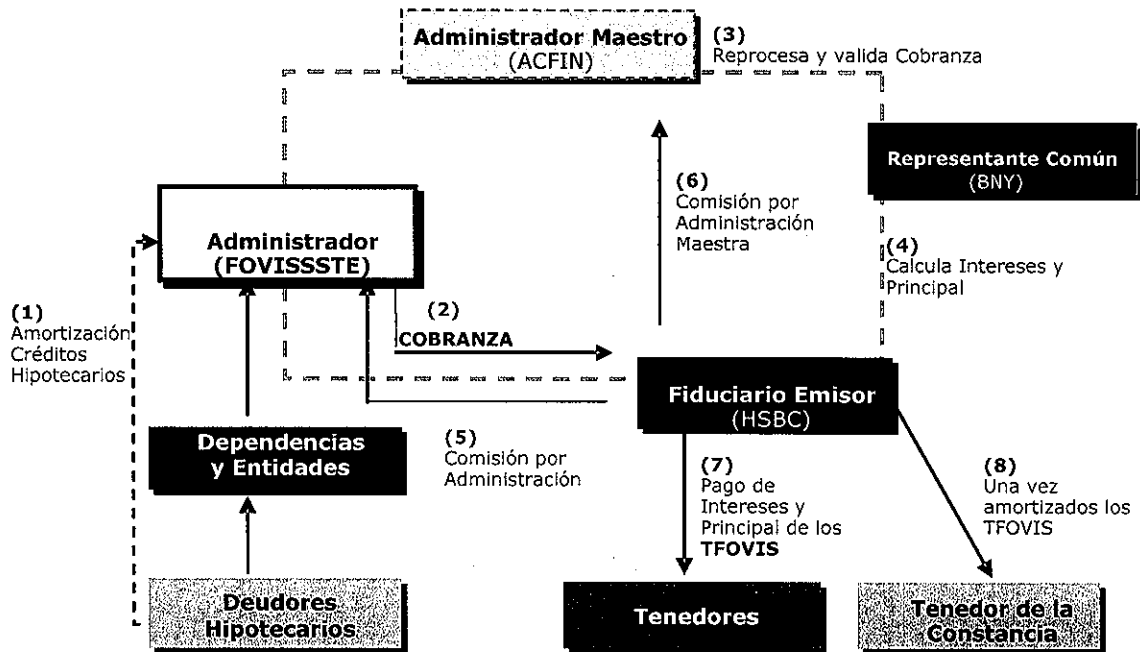 Administrador Maestro
(ACFIN)
(3)
Reprocesa y valida Cobranza
Representante Común
(BNY)
(6)
Comisión por
Administración
Maestra
Administrador
(FOVISSSTE)
(4)
Calcula Intereses y
Principal
(1)
Amortización
Créditos
Hipotecarios
(2)
COBRANZA
Fiduciario Emisor
(HSBC)
Dependencias
y Entidades
(5)
Comisión por
Administración
(7)
Pago de
Intereses y
Principal de los
TFOVIS
(8)
Una vez
amortizados los
TFOVIS
Deudores
Hipotecarios
Tenedores
Tenedor de la
Constancia